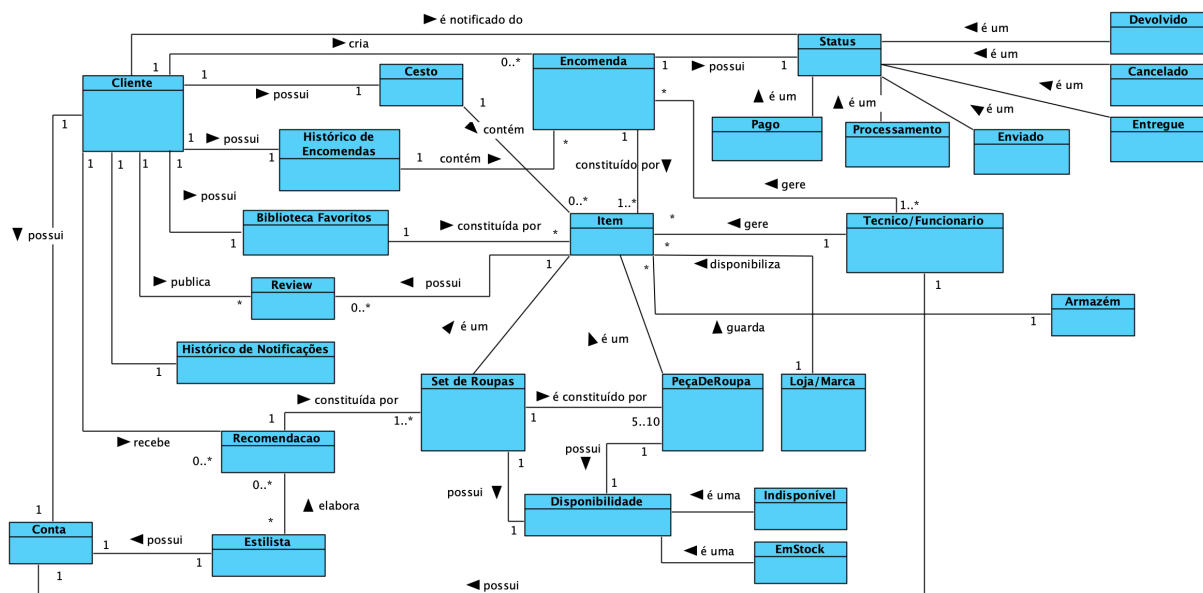 é notificado do
Devolvido
é um
Status
cria
Encomenda
é um
Cancelado
1
0..*
1
possui
1
Cliente
1
Cesto
possui
1
1
*
é um
é um
é um
é um
Entregue
Pago
Processamento
Enviado
contém
1
1
possui
1
Histórico de
Encomendas
1
contém
*
1
constituído por
gere
1
1
1
1
possui
possui
Biblioteca Favoritos
1
1
constituída por
*
0..*
1..*
Item
*
gere
1..*
Tecnico/Funcionario
1
*
*
disponibiliza
1
1
publica
Review
*
0..*
possui
Armazém
1
guarda
é um
é um
Histórico de Notificações
1
1
Set de Roupas
é constituído por
1
PeçaDeRoupa
5..10
1
Loja/Marca
constituída por
1
1..*
recebe
Recomendacao
0..*
0..*
possui
1
possui
1
1
1
Disponibilidade
é uma
Indisponível
elabora
*
1
Conta
1
possui
1
Estilista
é uma
EmStock
1
possui